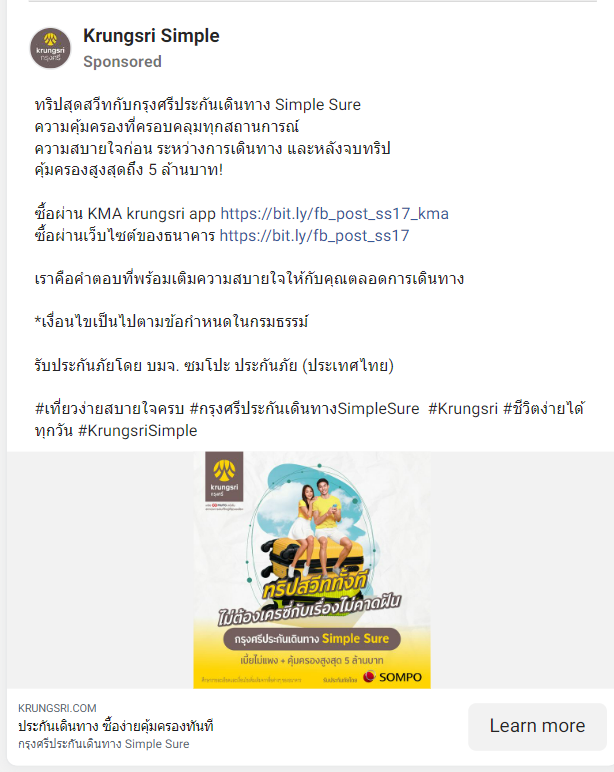 Krungsri Simple
Sponsored
ทริปสุดสวีทกับกรุงศรีประกันเดินทาง Simple Sure
ความคุ้มครองที่ครอบคลุมทุกสถานการณ์
ความสบายใจก่อน ระหว่างการเดินทาง และหลังจบทริป
คุ้มครองสูงสุดถึง 5 ล้านบาท!
ซื้อผ่าน KMA krungsri app https://bit.ly/fb_post_ss17_kma
ซื้อผ่านเว็บไซต์ของธนาคาร https://bit.ly/fb_post_ss17
เราคือคำตอบที่พร้อมเติมความสบายใจให้กับคุณตลอดการเดินทาง
*เงื่อนไขเป็นไปตามข้อกำหนดในกรมธรรม์
รับประกันภัยโดย บมจ. ซมโปะ ประกันภัย (ประเทศไทย)
#เที่ยวง่ายสบายใจครบ #กรุงศรีประกันเดินทางSimpleSure #Krungsri #ชีวิตง่ายได้
ทุกวัน #KrungsriSimple
krungsri
กรุงศรี
ทริปสวีททั้งที
ไม่ต้องเครซี่กับเรื่องไม่คาดฝัน
กรุงศรีประกันเดินทาง Simple Sure
เบี้ยไม่แพง + คุ้มครองสูงสุด 5 ล้านบาท
รับประกันภัยโดย SOMPO
KRUNGSRI.COM
ประกันเดินทาง ซื้อง่ายคุ้มครองทันที
กรุงศรีประกันเดินทาง Simple Sure
Learn more